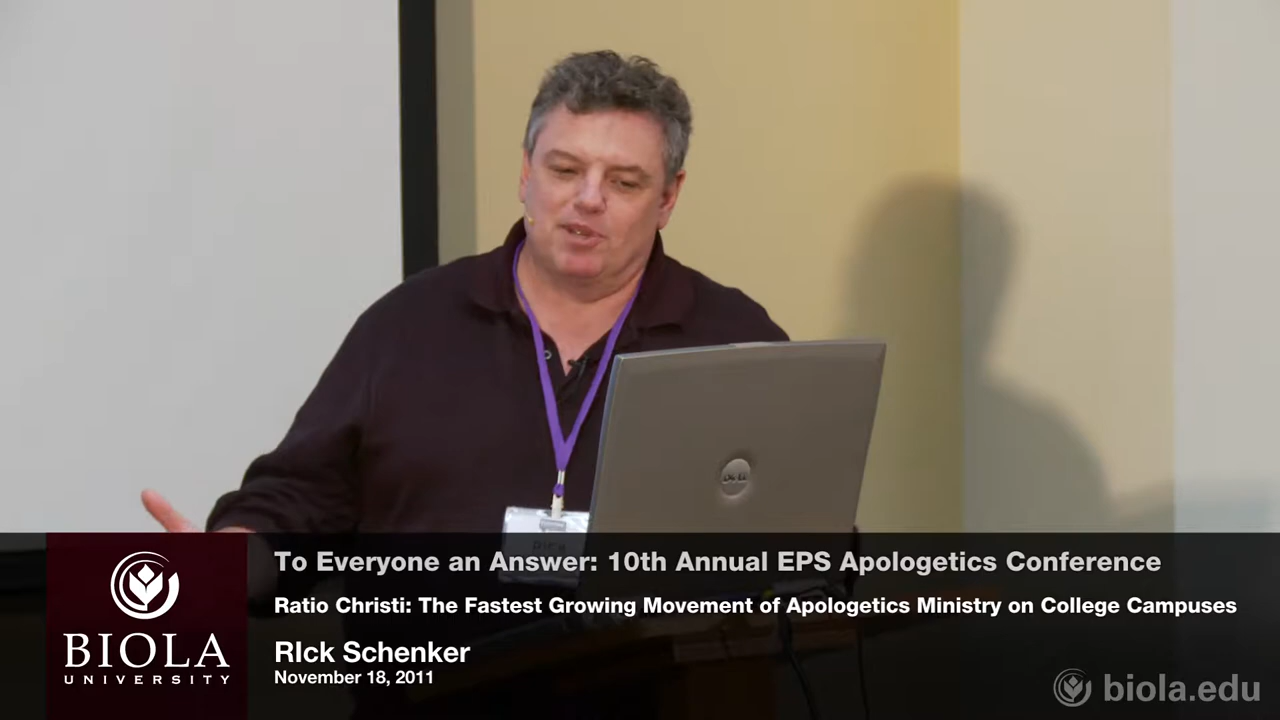 DELL
To Everyone an Answer: 10th Annual EPS Apologetics Conference
Ratio Christi: The Fastest Growing Movement of Apologetics Ministry on College Campuses
RIck Schenker
November 18, 2011
BIOLA
UNIVERSITY
biola.edu